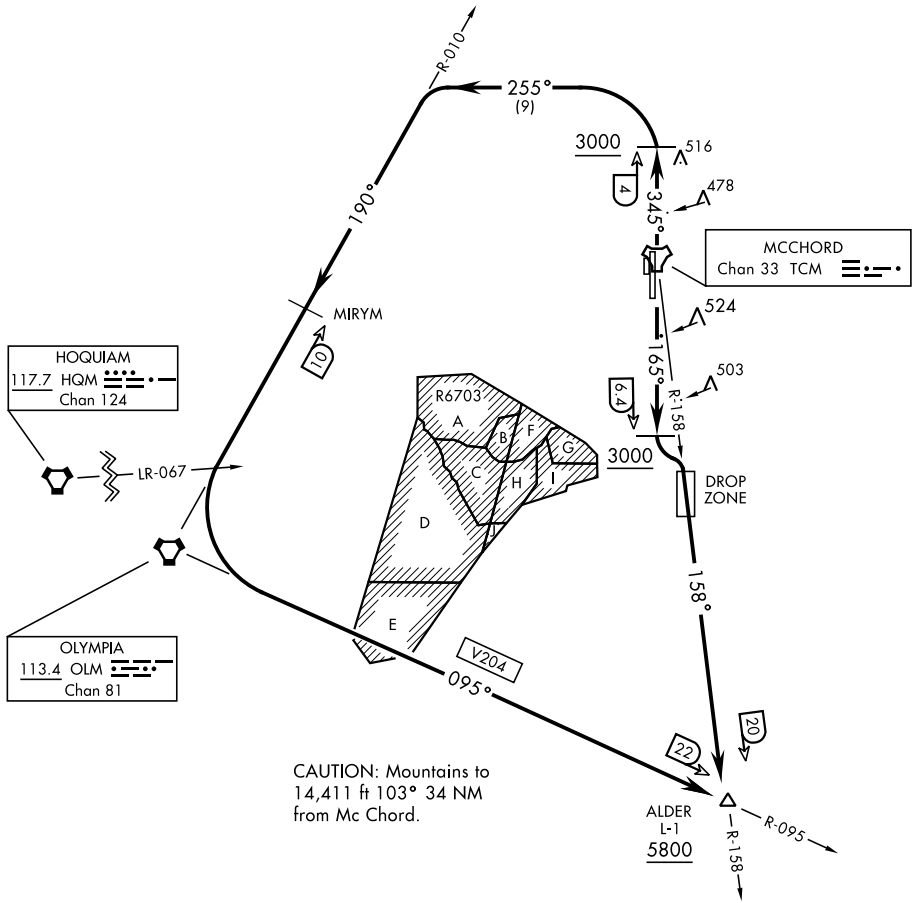 R-010
255°
(9)
3000
516
4
345°
478
190°
MCCHORD
Chan 33 TCM
MIRYM
10
524
165°
R-158
503
6.4
3000
HOQUIAM
117.7 HQM
Chan 124
LR-067
R6703
A
B
F
G
C
H
I
D
J
E
DROP
ZONE
158°
OLYMPIA
113.4 OLM
Chan 81
V204
095°
22
20
CAUTION: Mountains to
14,411 ft 103° 34 NM
from Mc Chord.
ALDER
L-1
5800
R-095
R-158